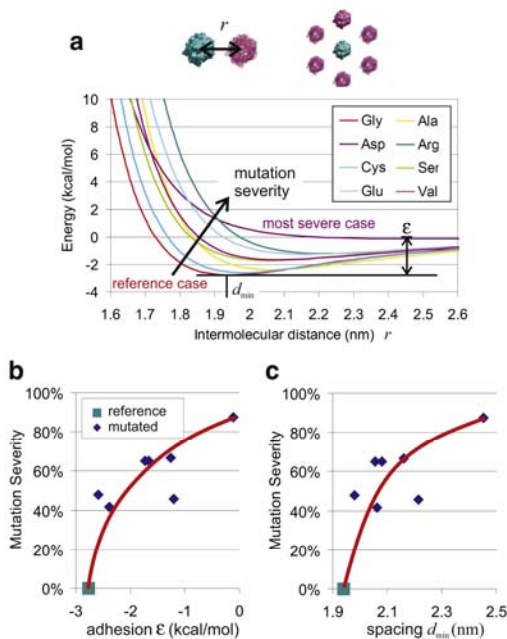 a
r
10
8
6
4
2
0
-2
-4
Energy (kcal/mol)
Gly
Ala
Asp
Arg
Cys
Ser
Glu
Val
mutation
severity
most severe case
ε
reference case
d min
1.6 1.7 1.8 1.9 2 2.1 2.2 2.3 2.4 2.5 2.6
Intermolecular distance (nm) r
b
100%
80%
60%
40%
20%
0%
Mutation Severity
reference
mutated
-3 -2 -1 0
adhesion ε (kcal/mol)
c
100%
80%
60%
40%
20%
0%
Mutation Severity
1.9 2.1 2.3 2.5
spacing d min (nm)